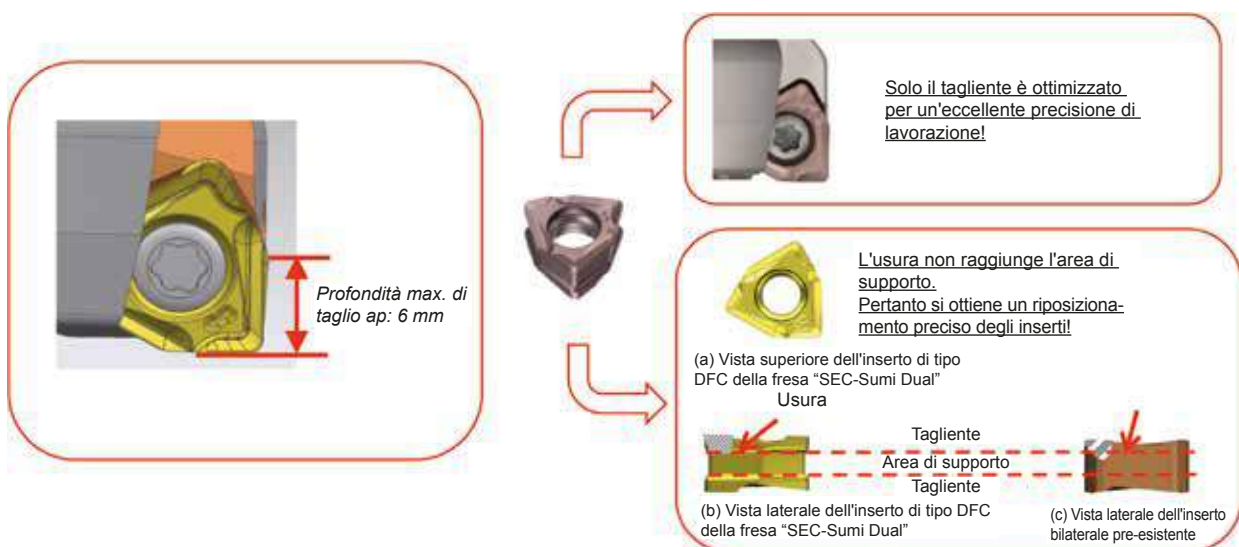 Profondità max. di
taglio ap: 6 mm
Solo il tagliente è ottimizzato
per un'eccellente precisione di
lavorazione!
L'usura non raggiunge l'area di
supporto.
Pertanto si ottiene un riposiziona-
mento preciso degli inserti!
(a) Vista superiore dell'inserto di tipo
DFC della fresa “SEC-Sumi Dual”
Usura
Tagliente
Area di supporto
Tagliente
(b) Vista laterale dell'inserto di tipo DFC
della fresa “SEC-Sumi Dual”
(c) Vista laterale dell'inserto
bilaterale pre-esistente